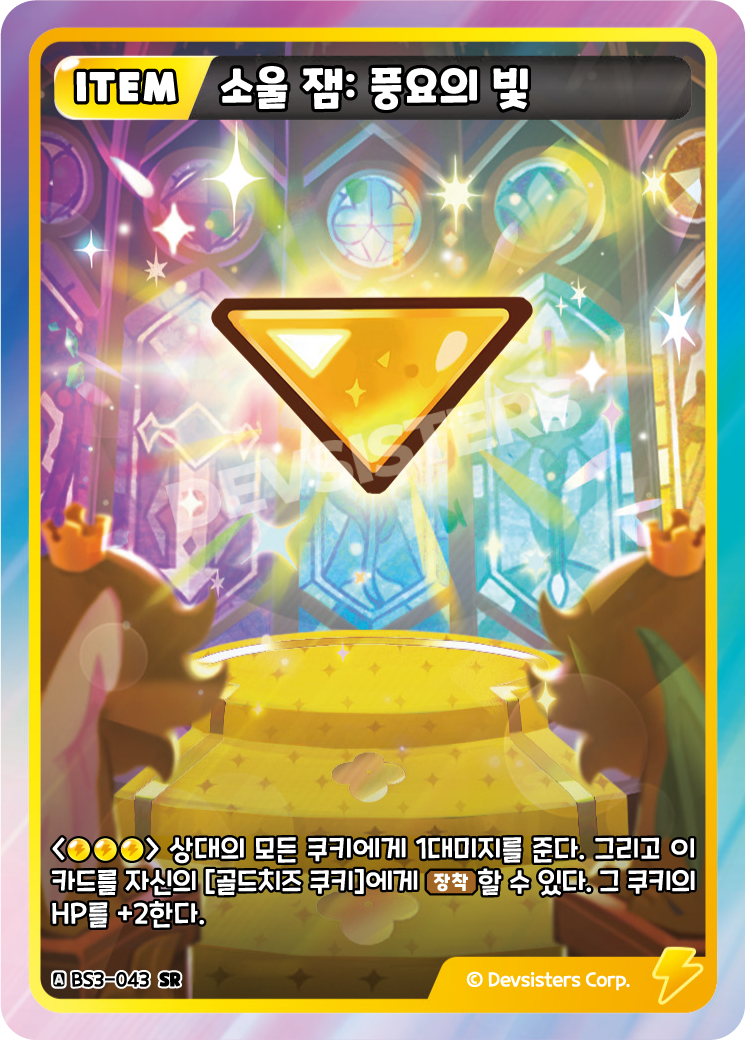 ITEM 소울 잼: 풍요의 빛
DEVSISTERS
< > 상대의 모든 쿠키에게 1대미지를 준다. 그리고 이
카드를 자신의 [골드치즈 쿠키]에게 장착 할 수 있다. 그 쿠키의
HP를 +2한다.
A BS3-043 SR © Devsisters Corp.